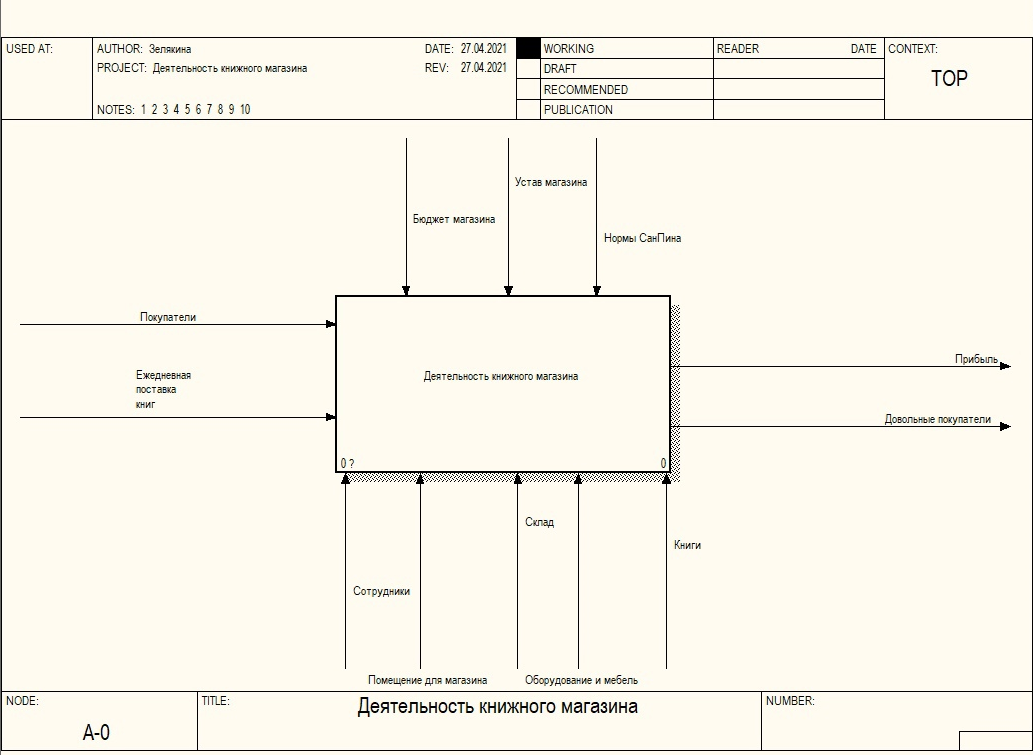 USED AT:
AUTHOR: Зелякина
DATE: 27.04.2021
WORKING
READER
DATE
CONTEXT:
PROJECT: Деятельность книжного магазина
REV: 27.04.2021
DRAFT
TOP
RECOMMENDED
NOTES: 1 2 3 4 5 6 7 8 9 10
PUBLICATION
Устав магазина
Бюджет магазина
Нормы СанПина
Покупатели
Ежедневная
поставка
книг
Деятельность книжного магазина
Прибыль
Довольные покупатели
0 ?
0
Склад
Книги
Сотрудники
Помещение для магазина
Оборудование и мебель
NODE:
TITLE:
Деятельность книжного магазина
NUMBER:
A-0